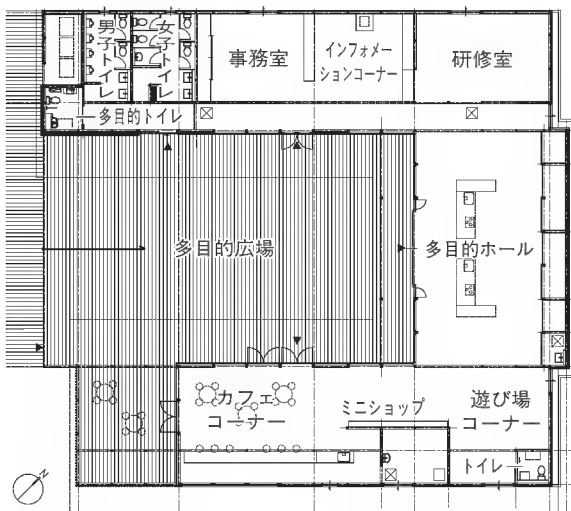 男子トイレ
女子トイレ
事務室
インフォメー
ションコーナー
研修室
多目的トイレ
多目的広場
多目的ホール
カフェ
コーナー
ミニショップ
遊び場
コーナー
トイレ
N